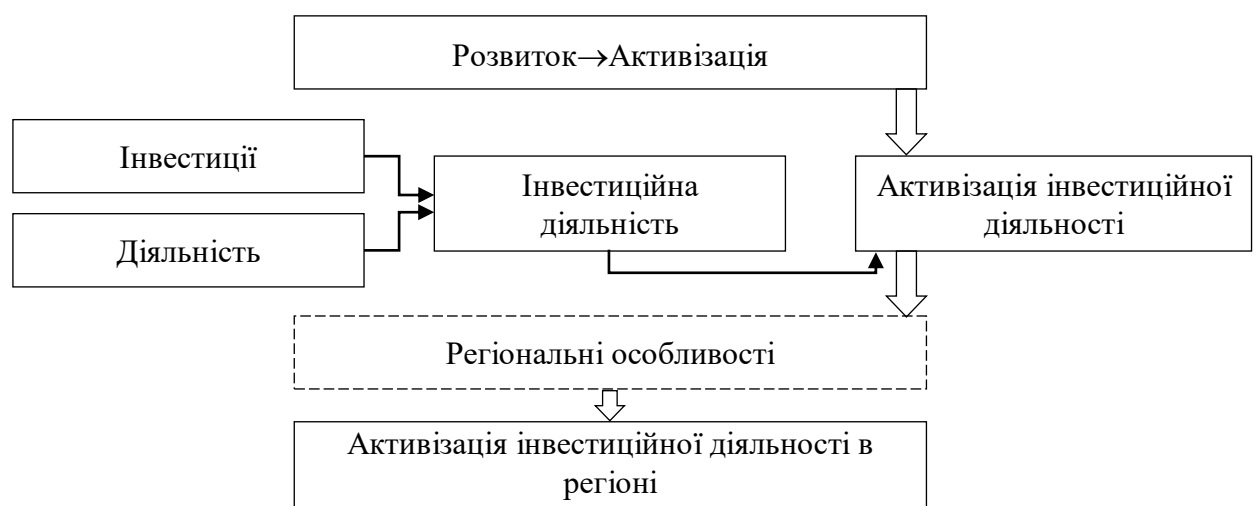 Розвиток→Активізація
Інвестиції
Діяльність
Інвестиційна
діяльність
Активізація інвестиційної
діяльності
Регіональні особливості
Активізація інвестиційної діяльності в
регіоні